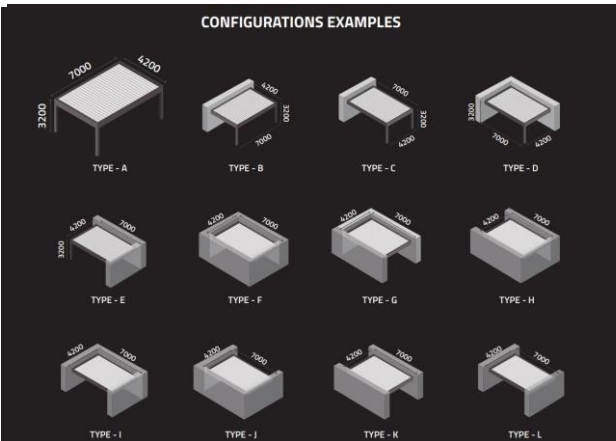 CONFIGURATIONS EXAMPLES
7000
4200
3200
TYPE - A
4200
3200
7000
TYPE - B
7000
3200
4200
TYPE - C
3200
7000
4200
TYPE - D
4200
7000
3200
TYPE - E
4200
7000
TYPE - F
4200
7000
TYPE - G
4200
7000
TYPE - H
4200
7000
TYPE - I
4200
7000
TYPE - J
4200
7000
TYPE - K
4200
7000
TYPE - L